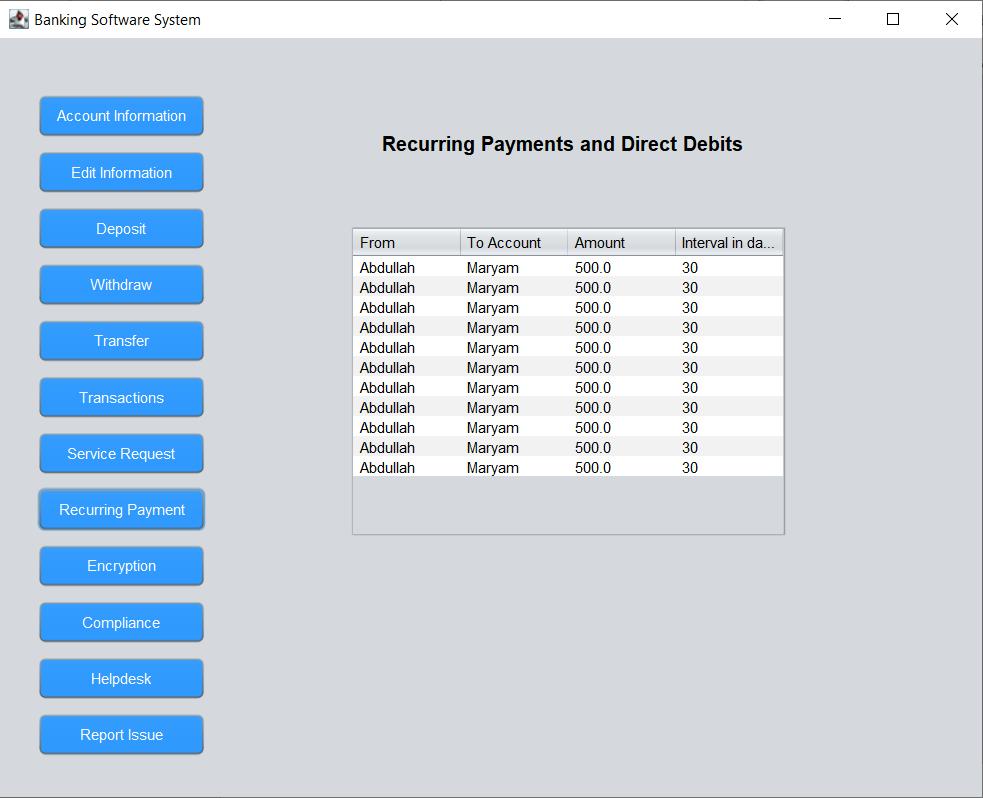 Banking Software System
Account Information
Edit Information
Deposit
Withdraw
Transfer
Transactions
Service Request
Recurring Payment
Encryption
Compliance
Helpdesk
Report Issue
Recurring Payments and Direct Debits
From To Account Amount Interval in da...
Abdullah Maryam 500.0 30
Abdullah Maryam 500.0 30
Abdullah Maryam 500.0 30
Abdullah Maryam 500.0 30
Abdullah Maryam 500.0 30
Abdullah Maryam 500.0 30
Abdullah Maryam 500.0 30
Abdullah Maryam 500.0 30
Abdullah Maryam 500.0 30
Abdullah Maryam 500.0 30
Abdullah Maryam 500.0 30